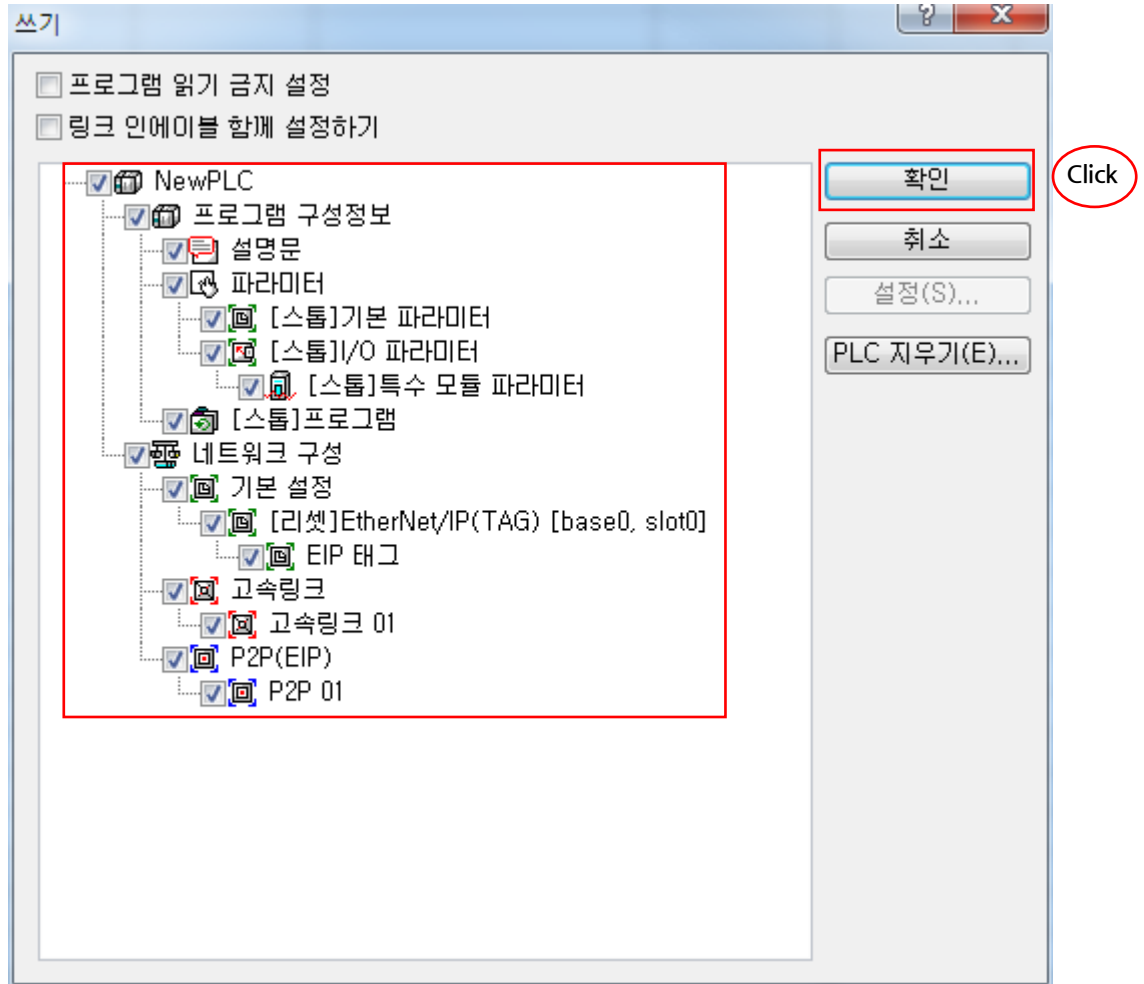 쓰기
프로그램 읽기 금지 설정
링크 인에이블 함께 설정하기
NewPLC
프로그램 구성정보
설명문
파라미터
[스톱]기본 파라미터
[스톱]I/O 파라미터
[스톱]특수 모듈 파라미터
[스톱]프로그램
네트워크 구성
기본 설정
[리셋]EtherNet/IP(TAG) [base0, slot0]
EIP 태그
고속링크
고속링크 01
P2P(EIP)
P2P 01
확인
Click
취소
설정(S)...
PLC 지우기(E)...